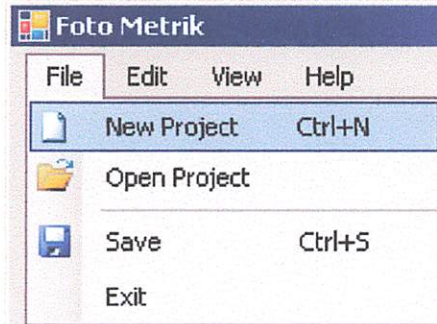 Foto Metrik
File Edit View Help
New Project Ctrl+N
Open Project
Save Ctrl+S
Exit